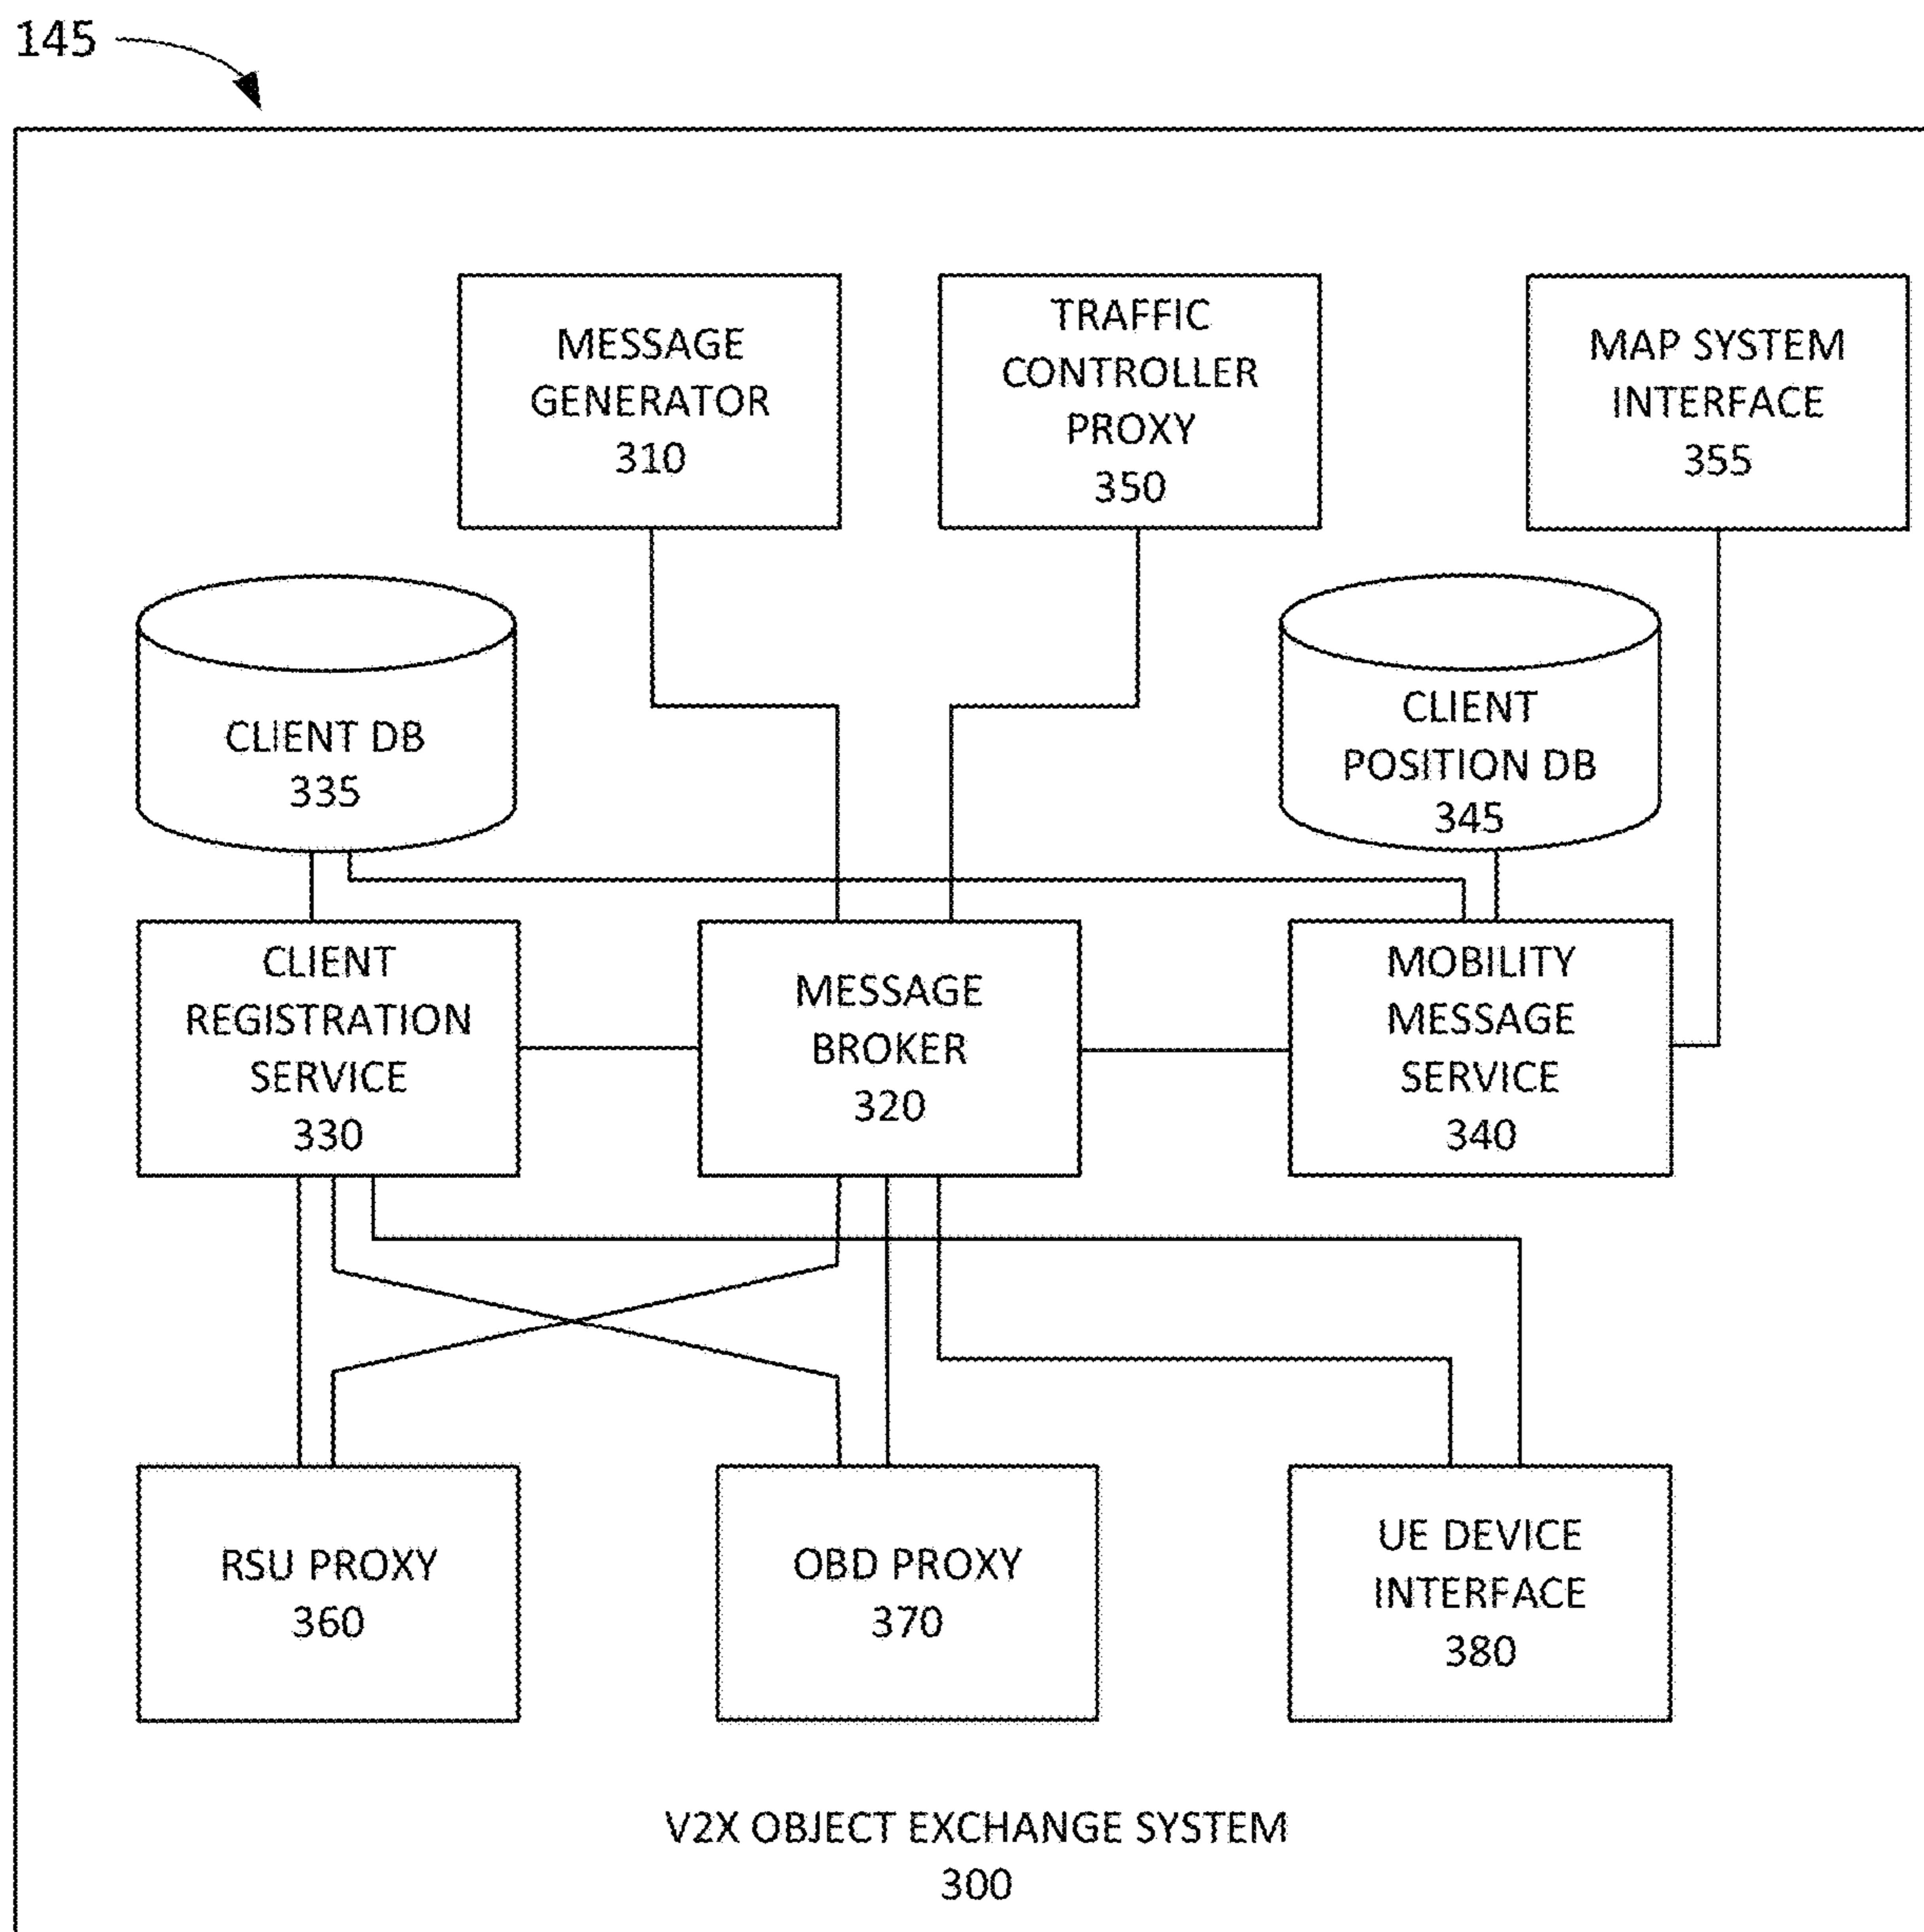 145
MESSAGE
GENERATOR
310
TRAFFIC
CONTROLLER
PROXY
350
MAP SYSTEM
INTERFACE
355
CLIENT DB
335
CLIENT
POSITION DB
345
CLIENT
REGISTRATION
SERVICE
330
MESSAGE
BROKER
320
MOBILITY
MESSAGE
SERVICE
340
RSU PROXY
360
OBD PROXY
370
UE DEVICE
INTERFACE
380
V2X OBJECT EXCHANGE SYSTEM
300